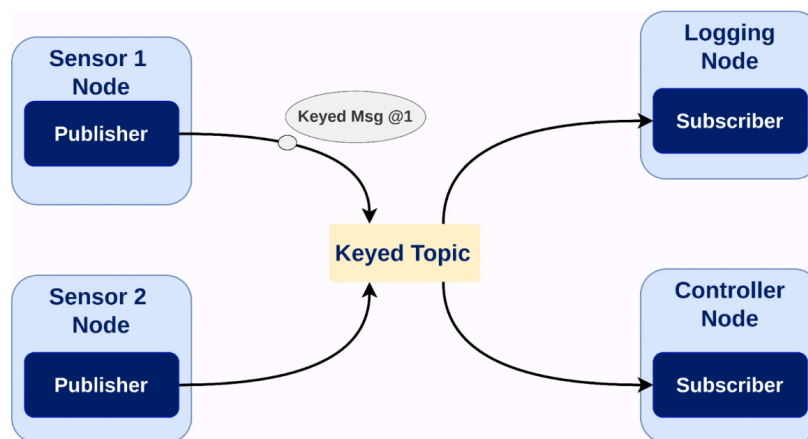 Sensor 1
Node
Publisher
Keyed Msg @1
Logging
Node
Subscriber
Keyed Topic
Sensor 2
Node
Publisher
Controller
Node
Subscriber